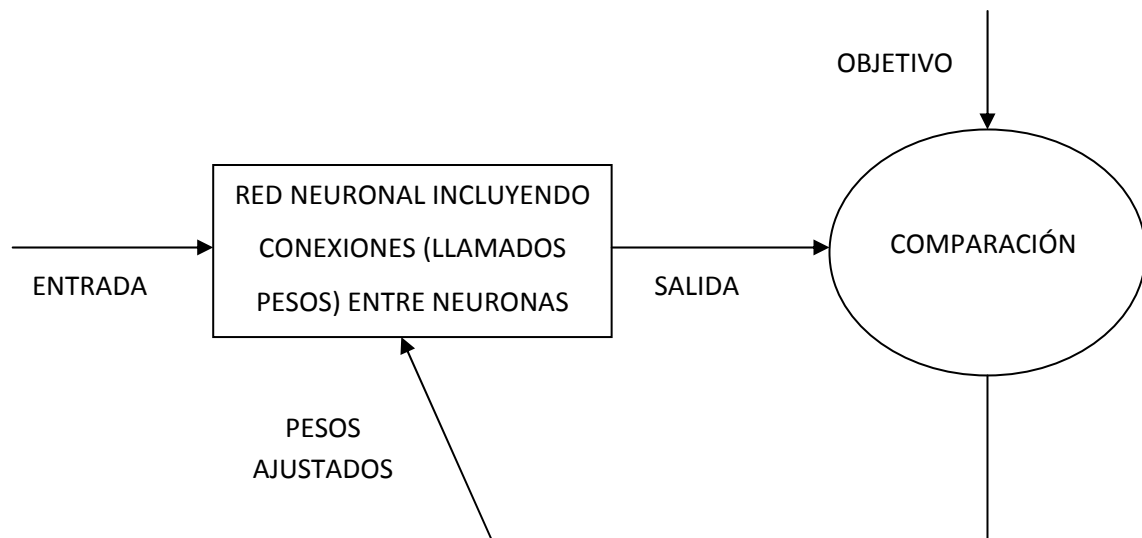 OBJETIVO
RED NEURONAL INCLUYENDO
CONEXIONES (LLAMADOS
PESOS) ENTRE NEURONAS
COMPARACIÓN
ENTRADA
SALIDA
PESOS
AJUSTADOS